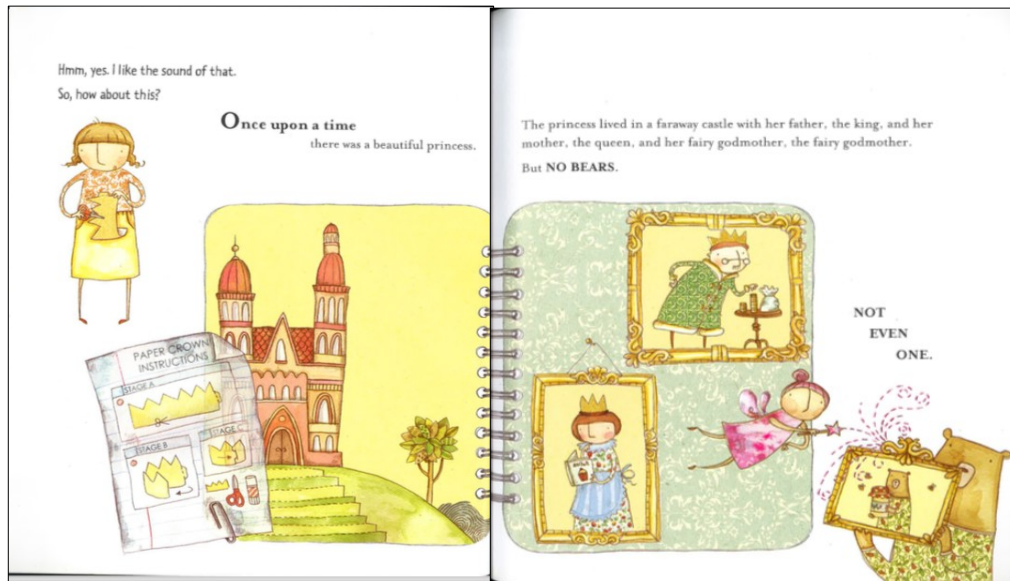 Hmm, yes. I like the sound of that.
So, how about this?
Once upon a time
there was a beautiful princess.
PAPER CROWN
INSTRUCTIONS
STAGE A
STAGE B
STAGE C
The princess lived in a faraway castle with her father, the king, and her
mother, the queen, and her fairy godmother, the fairy godmother.
But NO BEARS.
NOT
EVEN
ONE.